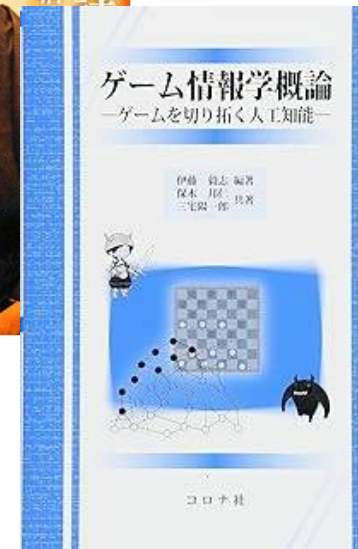 ゲーム情報学概論
―ゲームを切り拓く人工知能―
伊藤 毅志 編著
保木 邦仁
三宅陽一郎 共著
コロナ社